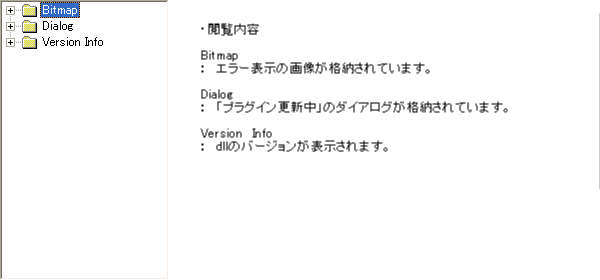 Bitmap
Dialog
Version Info
・閲覧内容
Bitmap
： エラー表示の画像が格納されています。
Dialog
：「プラグイン更新中」のダイアログが格納されています。
Version Info
： dllのバージョンが表示されます。